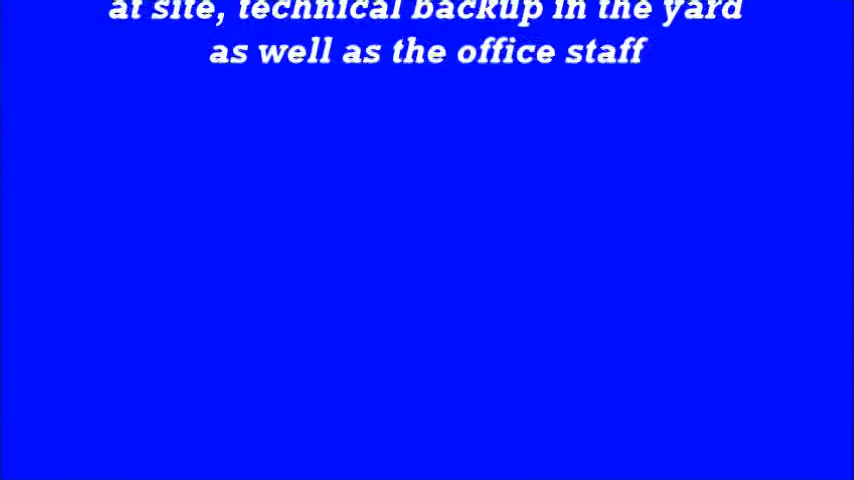 at site, technical backup in the yard
as well as the office staff